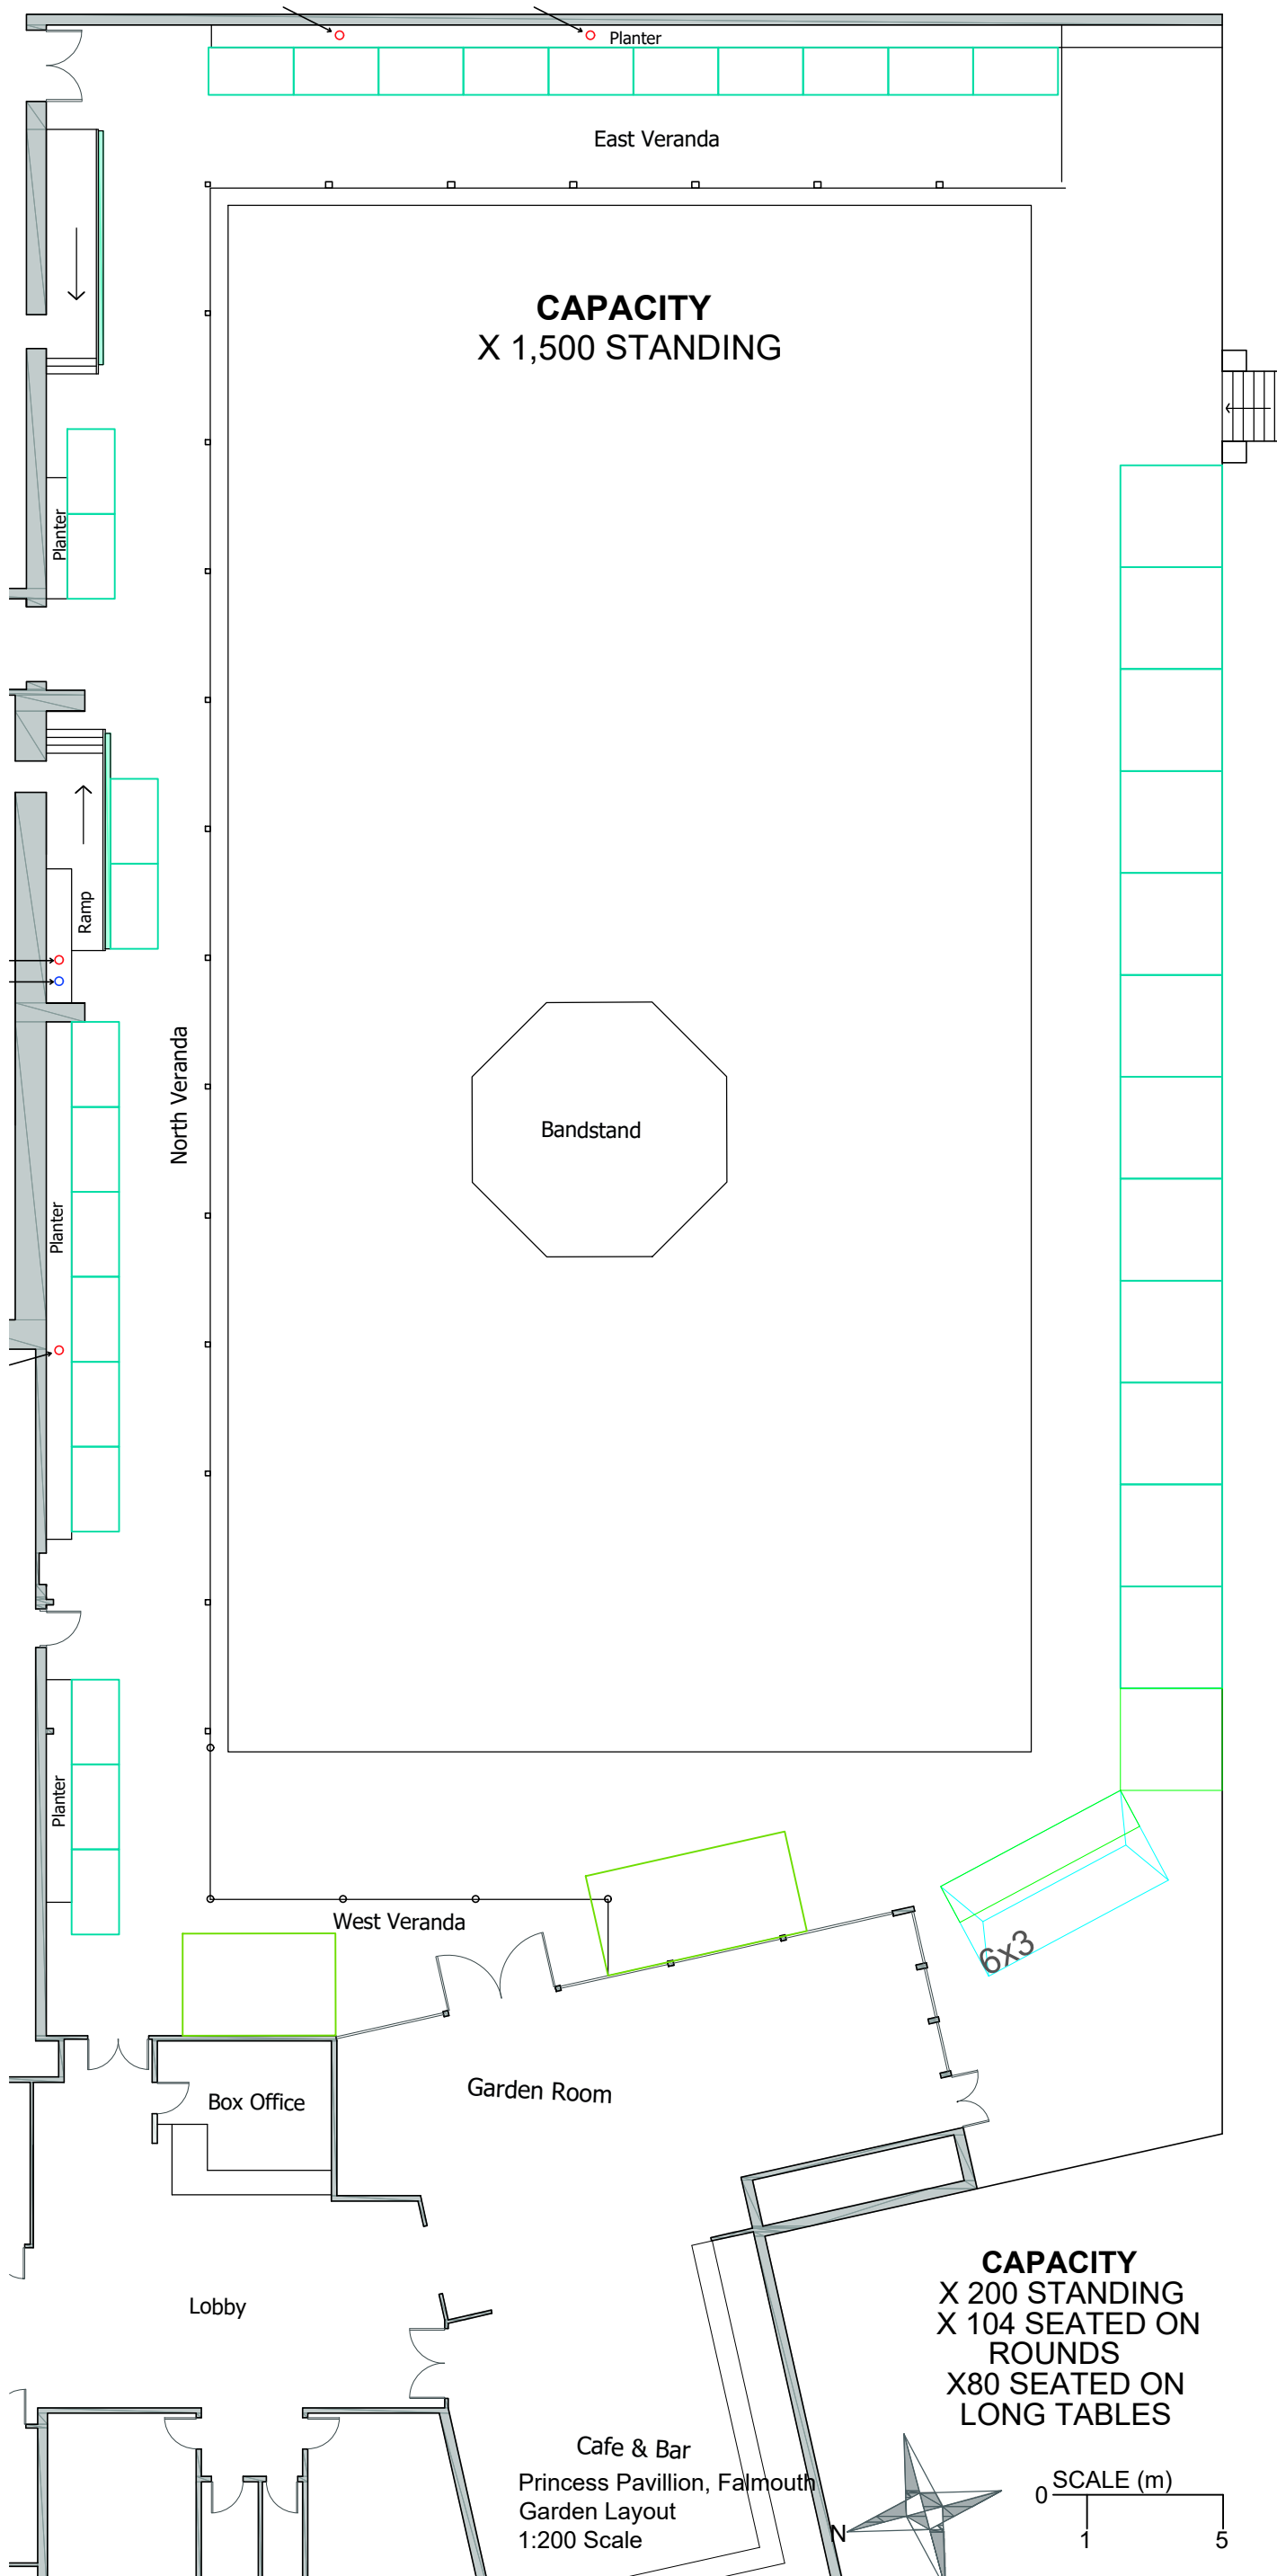 Planter
East Veranda
CAPACITY
X 1,500 STANDING
Planter
Ramp
North Veranda
Bandstand
Planter
Planter
West Veranda
6x3
Garden Room
Box Office
Lobby
CAPACITY
X 200 STANDING
X 104 SEATED ON
ROUNDS
X80 SEATED ON
LONG TABLES
Cafe & Bar
Princess Pavillion, Falmouth
Garden Layout
1:200 Scale
N
SCALE (m)
0
1
5